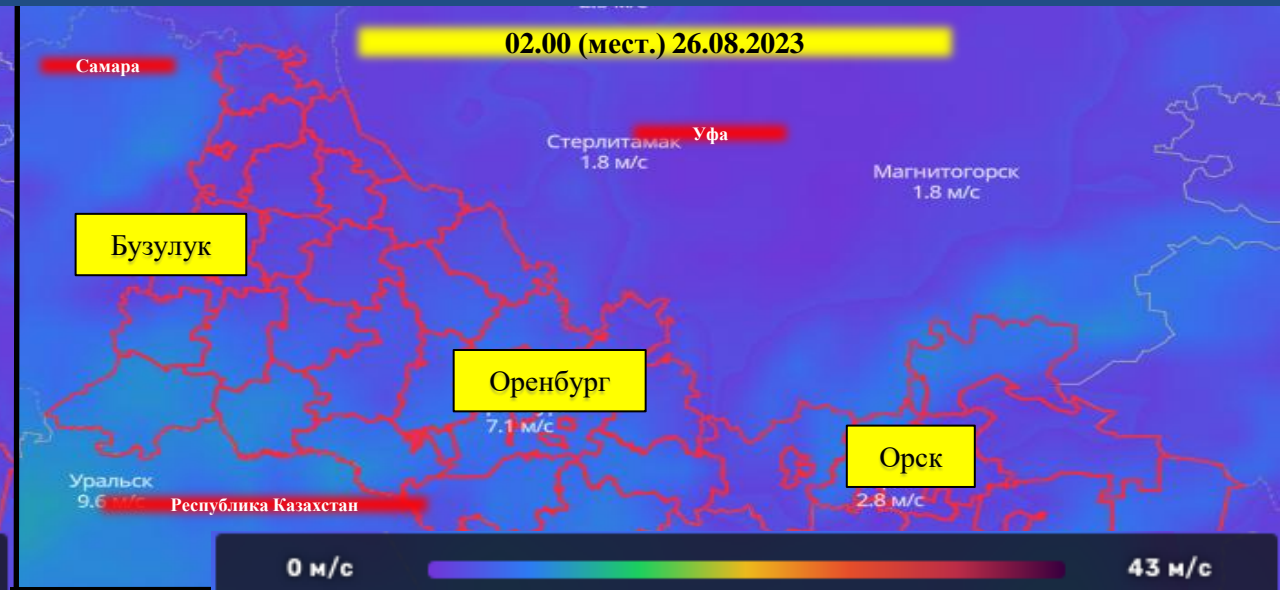 02.00 (мест.) 26.08.2023
Самара
Уфа
Стерлитамак
1.8 м/с
Магнитогорск
1.8 м/с
Бузулук
Оренбург
7.1 м/с
Орск
2.8 м/с
Уральск
9.6
Республика Казахстан
0 м/с
43 м/с